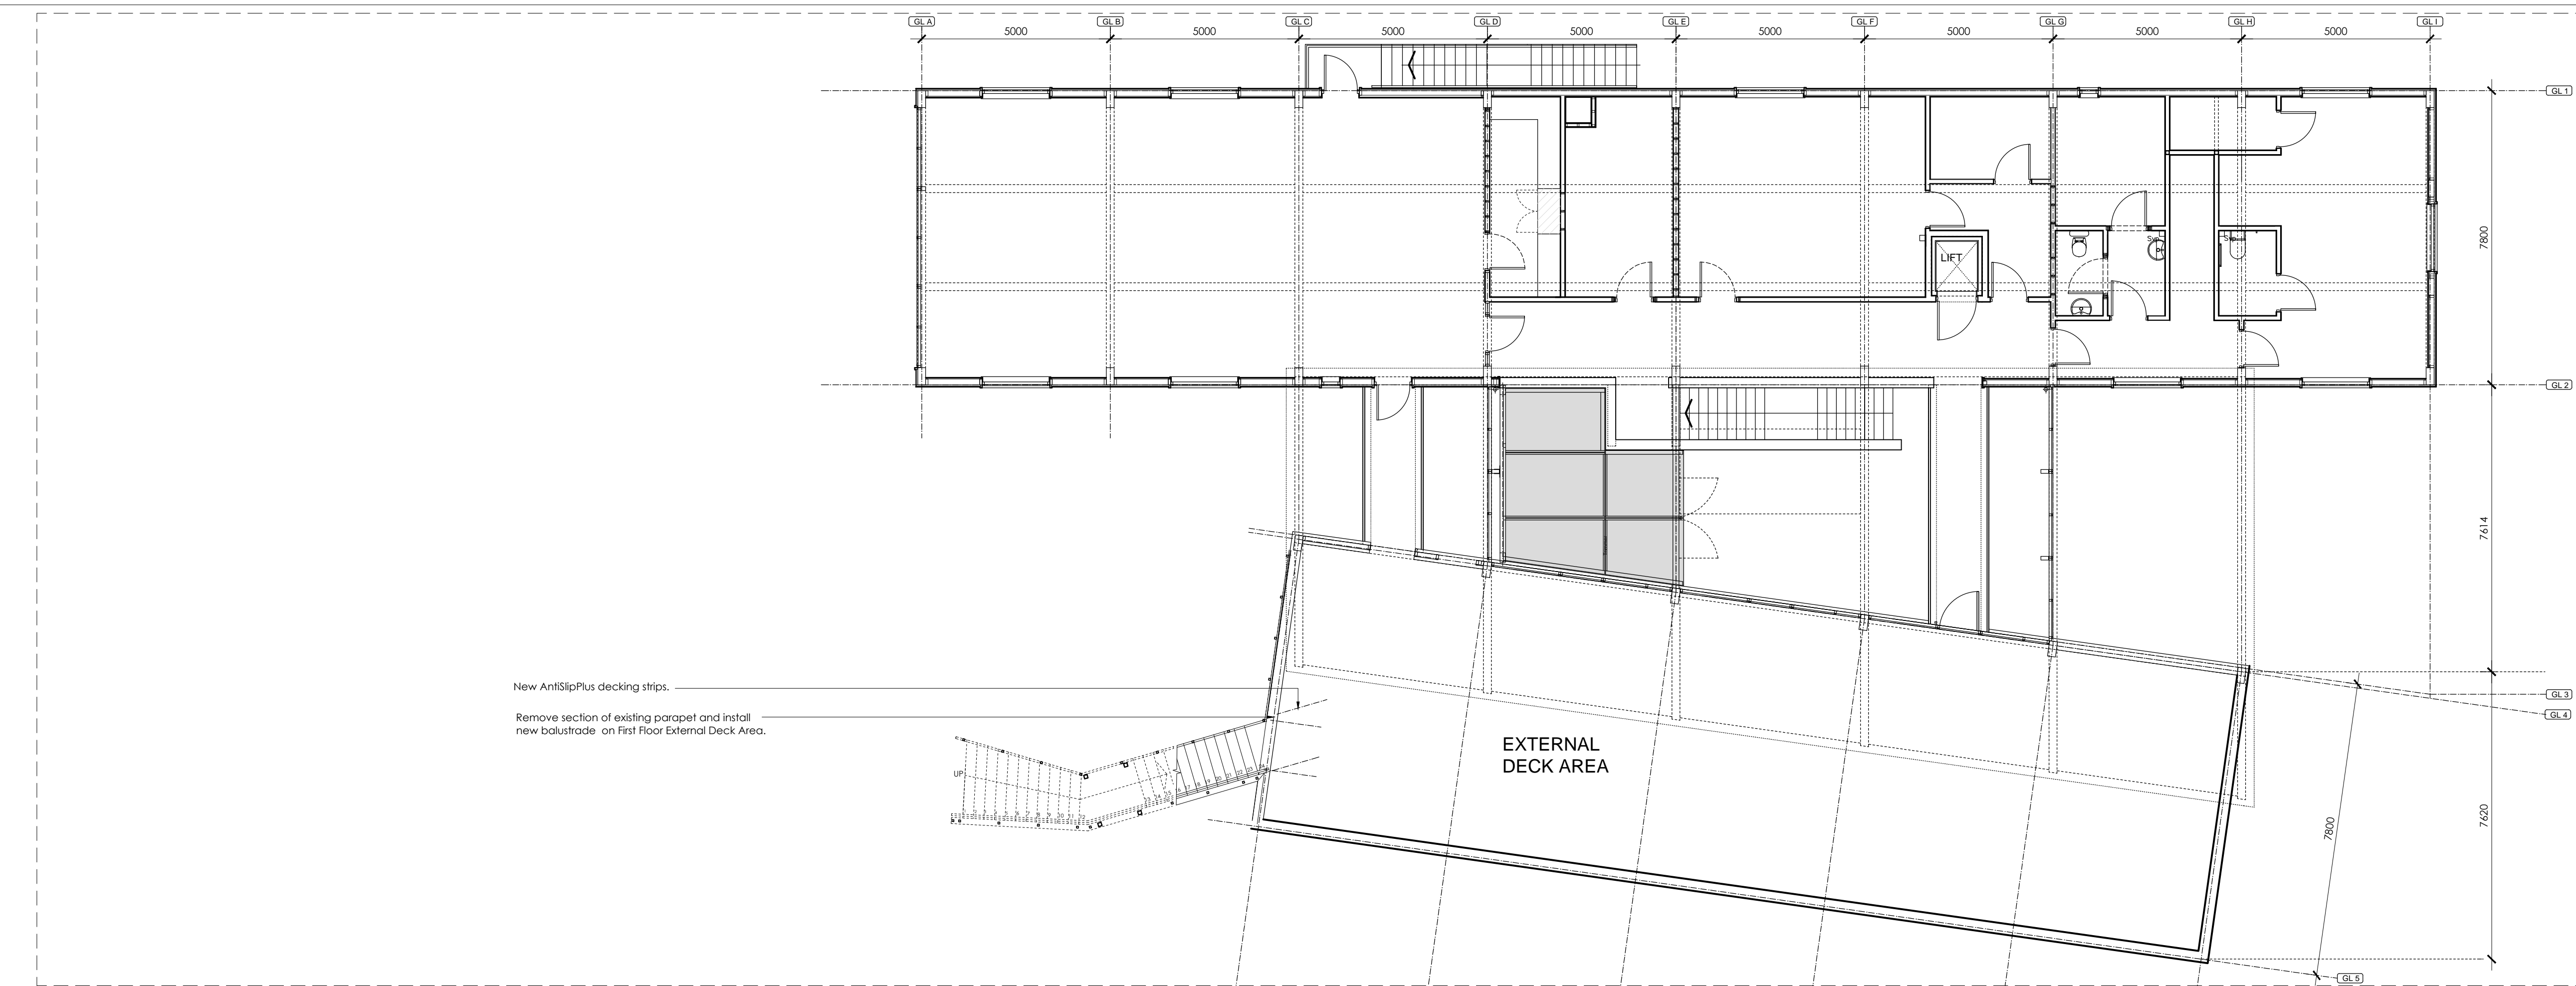 GL A GL B GL C GL D GL E GL F GL G GL H GL I
5000 5000 5000 5000 5000 5000 5000 5000
GL 1
7800
LIFT
Svp
Svp
GL 2
7614
New AntiSlipPlus decking strips.
GL 3
GL 4
Remove section of existing parapet and install
new balustrade on First Floor External Deck Area.
EXTERNAL
DECK AREA
UP
7800
7620
GL 5